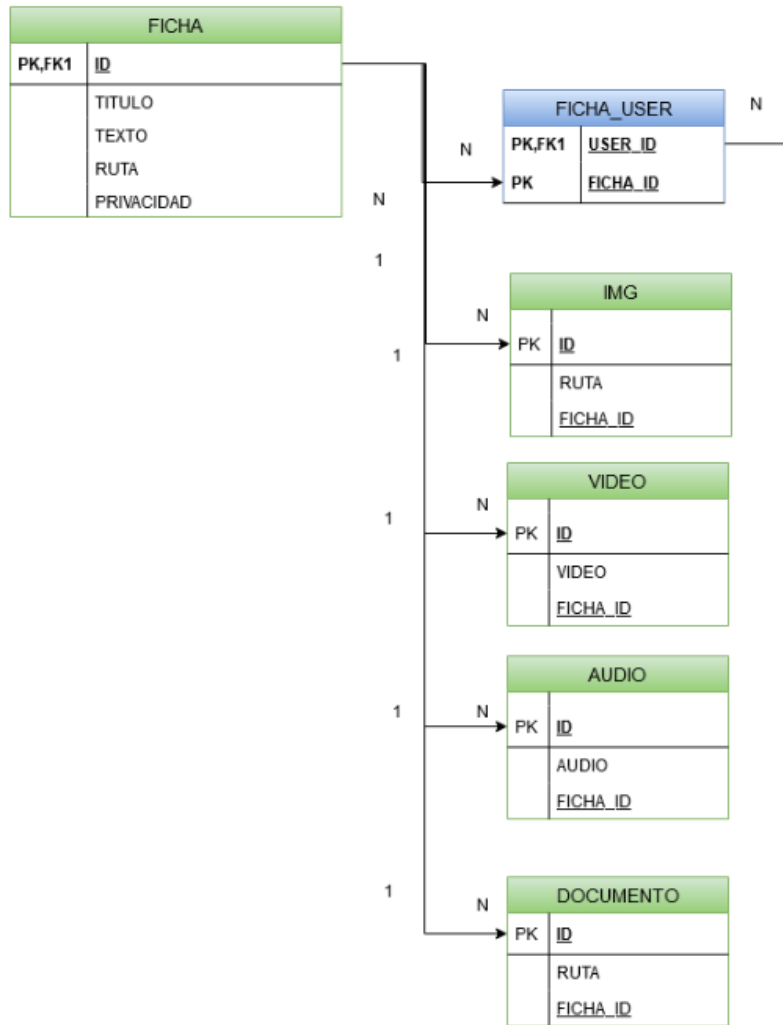 FICHA
PK,FK1 ID
TITULO
TEXTO
RUTA
PRIVACIDAD
N
FICHA_USER
PK,FK1 USER_ID
PK FICHA_ID
N
N
1
IMG
N
PK ID
RUTA
FICHA_ID
1
VIDEO
N
PK ID
VIDEO
FICHA_ID
1
AUDIO
N
PK ID
AUDIO
FICHA_ID
1
DOCUMENTO
N
PK ID
RUTA
FICHA_ID
1